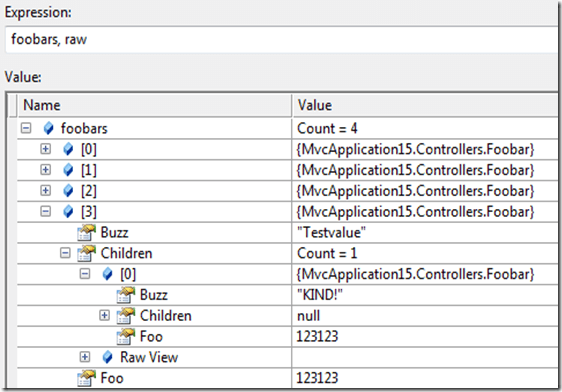 Expression:
foobars, raw
Value:
Name Value
foobars Count = 4
[0] {MvcApplication15.Controllers.Foobar}
[1] {MvcApplication15.Controllers.Foobar}
[2] {MvcApplication15.Controllers.Foobar}
[3] {MvcApplication15.Controllers.Foobar}
Buzz "Testvalue"
Children Count = 1
[0] {MvcApplication15.Controllers.Foobar}
Buzz "KIND!"
Children null
Foo 123123
Raw View
Foo 123123